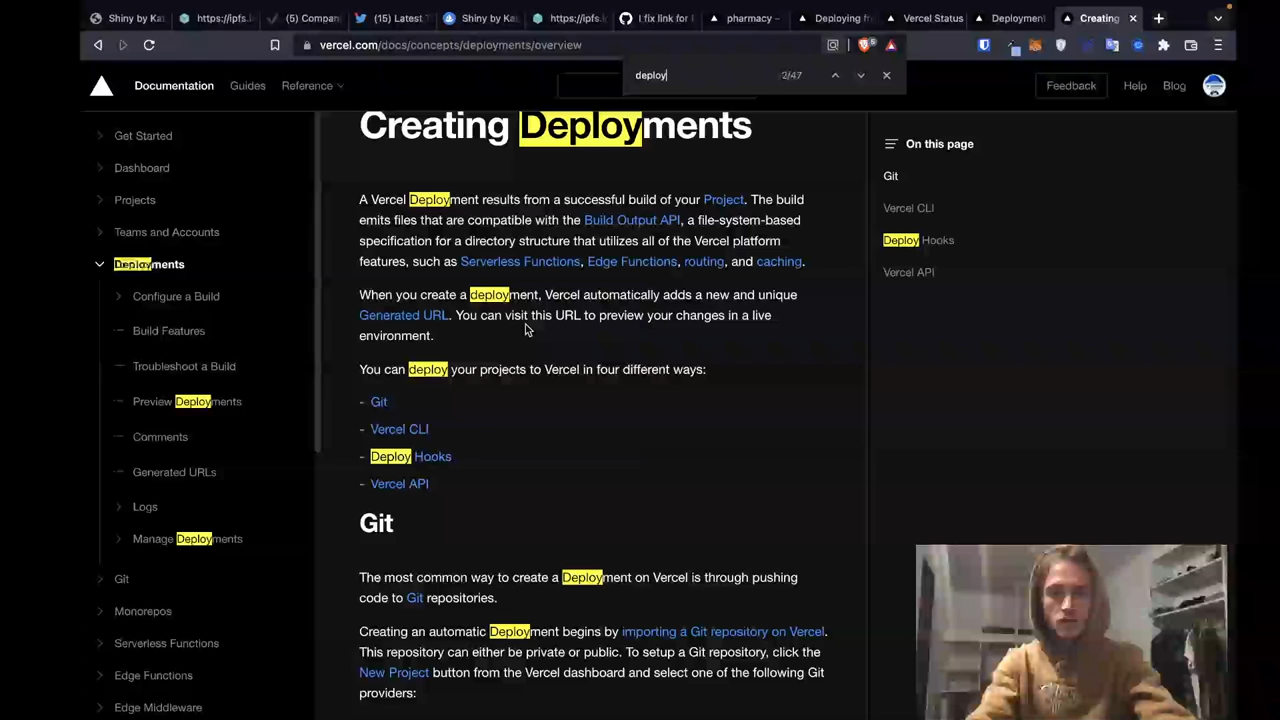 Shiny by Ka
https://ipfs.i
(5) Compan
(15) Latest T
Shiny by Ka
https://ipfs.i
I fix link for I
pharmacy –
Deploying fr
Vercel Status
Deployment
Creating
vercel.com/docs/concepts/deployments/overview
deploy
2/47
Documentation
Guides
Reference
Feedback
Help
Blog
Get Started
Dashboard
Projects
Teams and Accounts
Deployments
Configure a Build
Build Features
Troubleshoot a Build
Preview Deployments
Comments
Generated URLs
Logs
Manage Deployments
Git
Monorepos
Serverless Functions
Edge Functions
Edge Middleware
Creating Deployments
A Vercel Deployment results from a successful build of your Project. The build
emits files that are compatible with the Build Output API, a file-system-based
specification for a directory structure that utilizes all of the Vercel platform
features, such as Serverless Functions, Edge Functions, routing, and caching.
When you create a deployment, Vercel automatically adds a new and unique
Generated URL. You can visit this URL to preview your changes in a live
environment.
You can deploy your projects to Vercel in four different ways:
- Git
- Vercel CLI
- Deploy Hooks
- Vercel API
Git
The most common way to create a Deployment on Vercel is through pushing
code to Git repositories.
Creating an automatic Deployment begins by importing a Git repository on Vercel.
This repository can either be private or public. To setup a Git repository, click the
New Project button from the Vercel dashboard and select one of the following Git
providers:
On this page
Git
Vercel CLI
Deploy Hooks
Vercel API